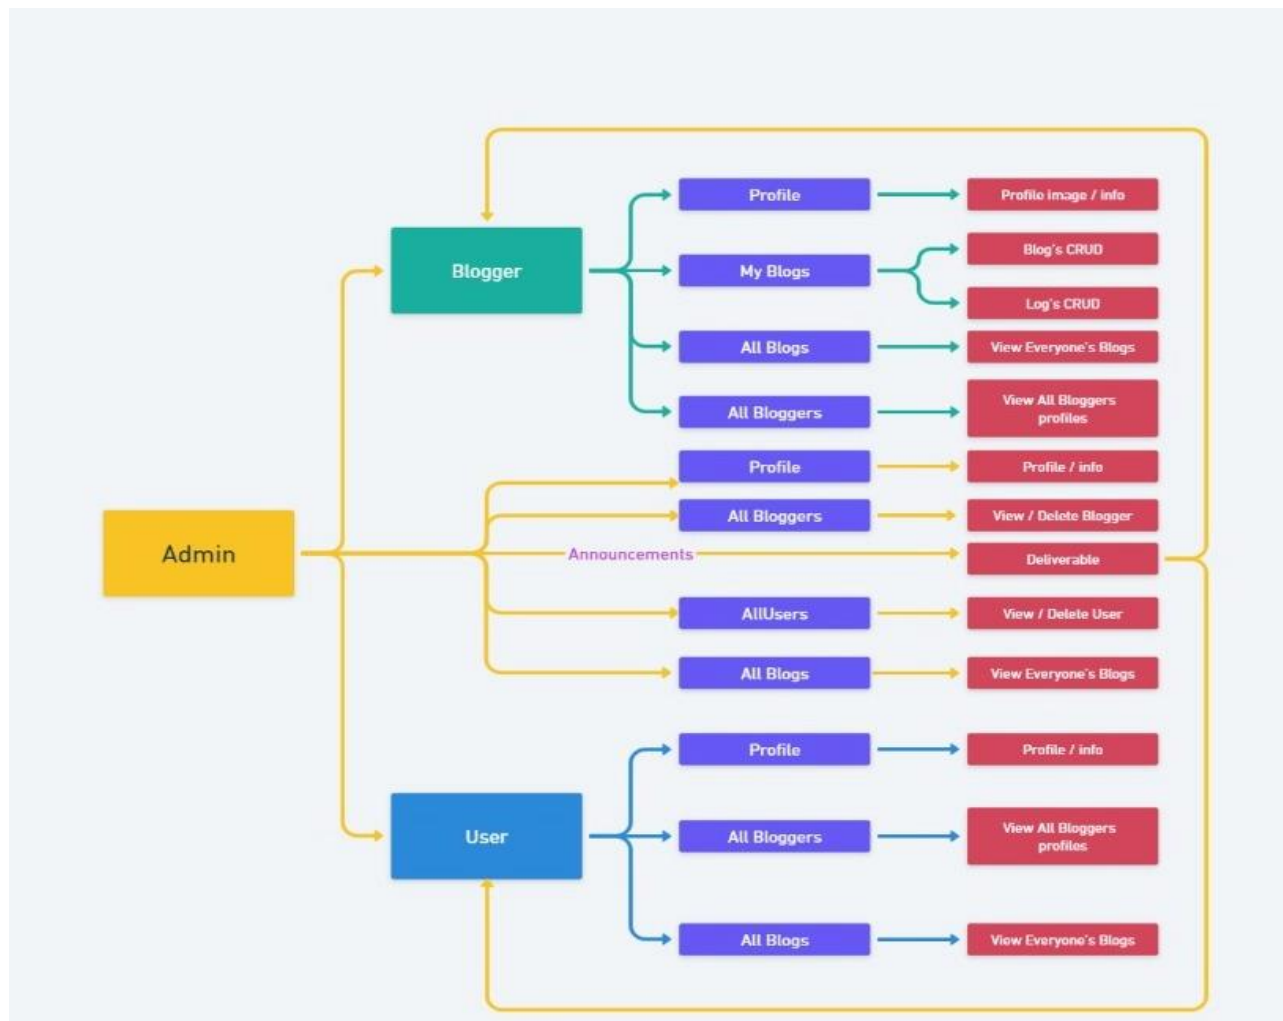 Profile
Profile image / info
Blog's CRUD
Blogger
My Blogs
Log's CRUD
All Blogs
View Everyone's Blogs
All Bloggers
View All Bloggers
profiles
Profile
Profile / info
All Bloggers
View / Delete Blogger
Admin
Announcements
Deliverable
AllUsers
View / Delete User
All Blogs
View Everyone's Blogs
Profile
Profile / info
User
All Bloggers
View All Bloggers
profiles
All Blogs
View Everyone's Blogs